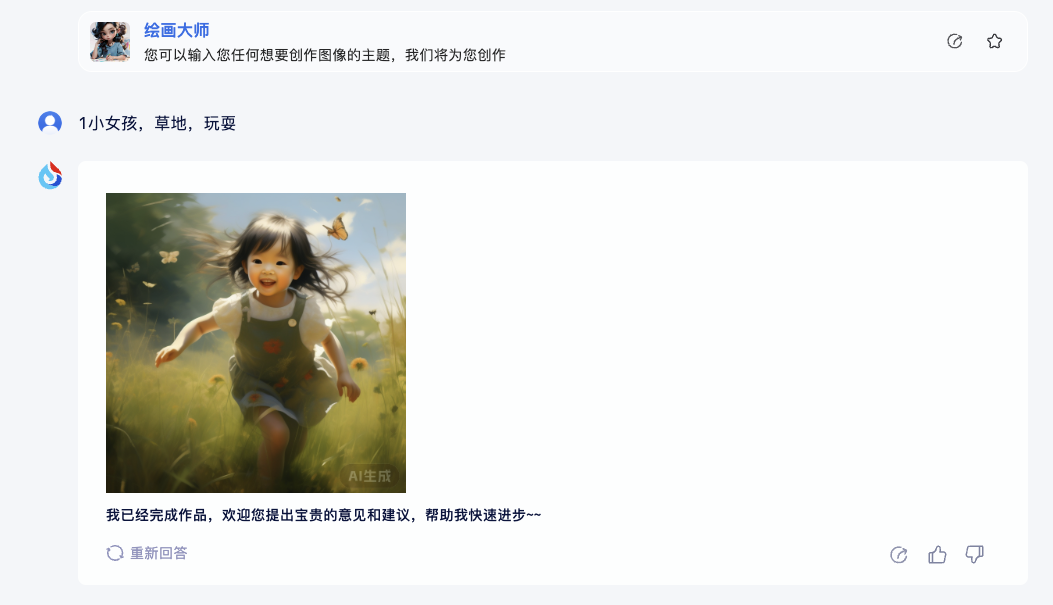 绘画大师
您可以输入您任何想要创作图像的主题，我们将为您创作
1小女孩，草地，玩耍
AI生成
我已经完成作品，欢迎您提出宝贵的意见和建议，帮助我快速进步~~
重新回答